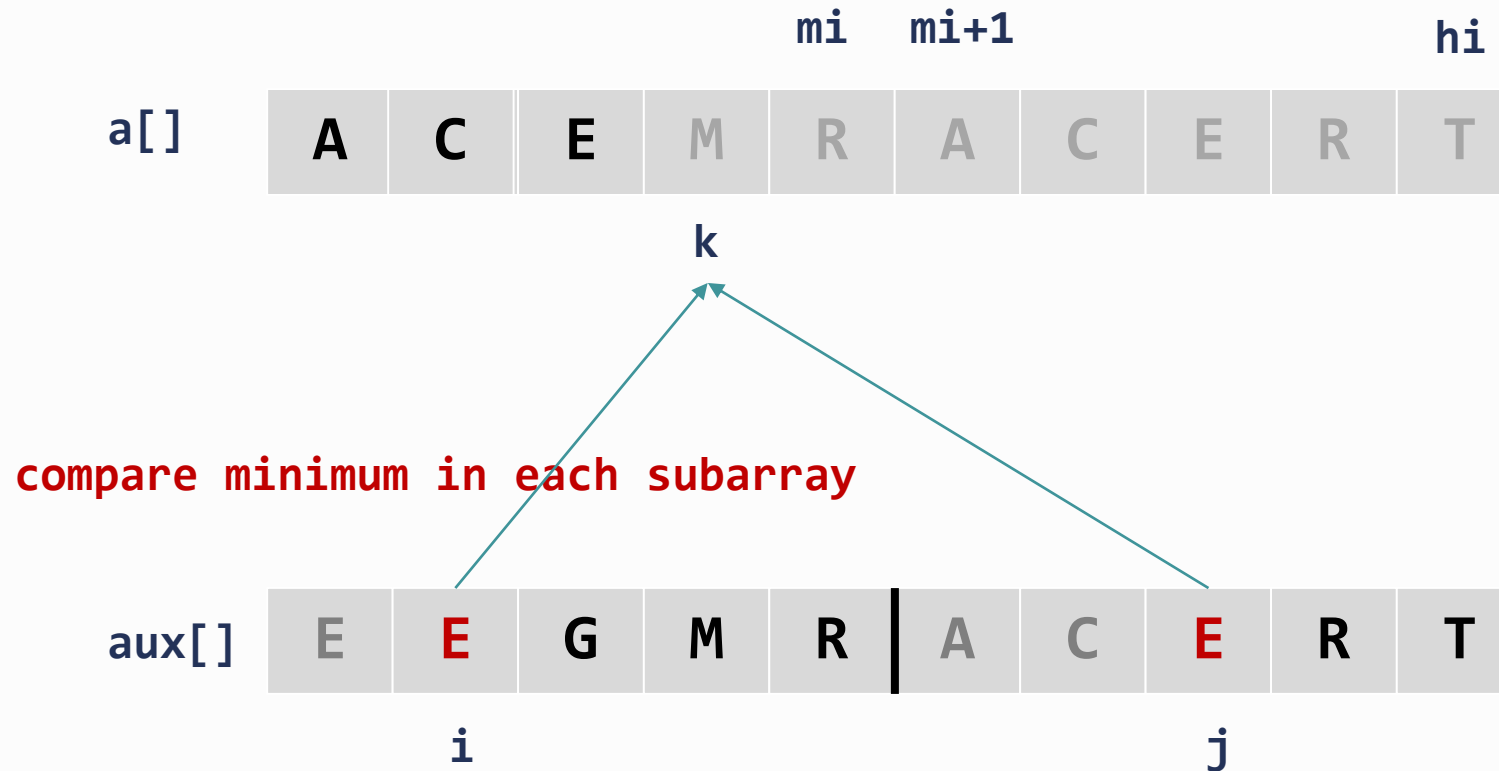 mi mi+1 hi
a[] A C E M R A C E R T
k
compare minimum in each subarray
aux[] E E G M R A C E R T
i j